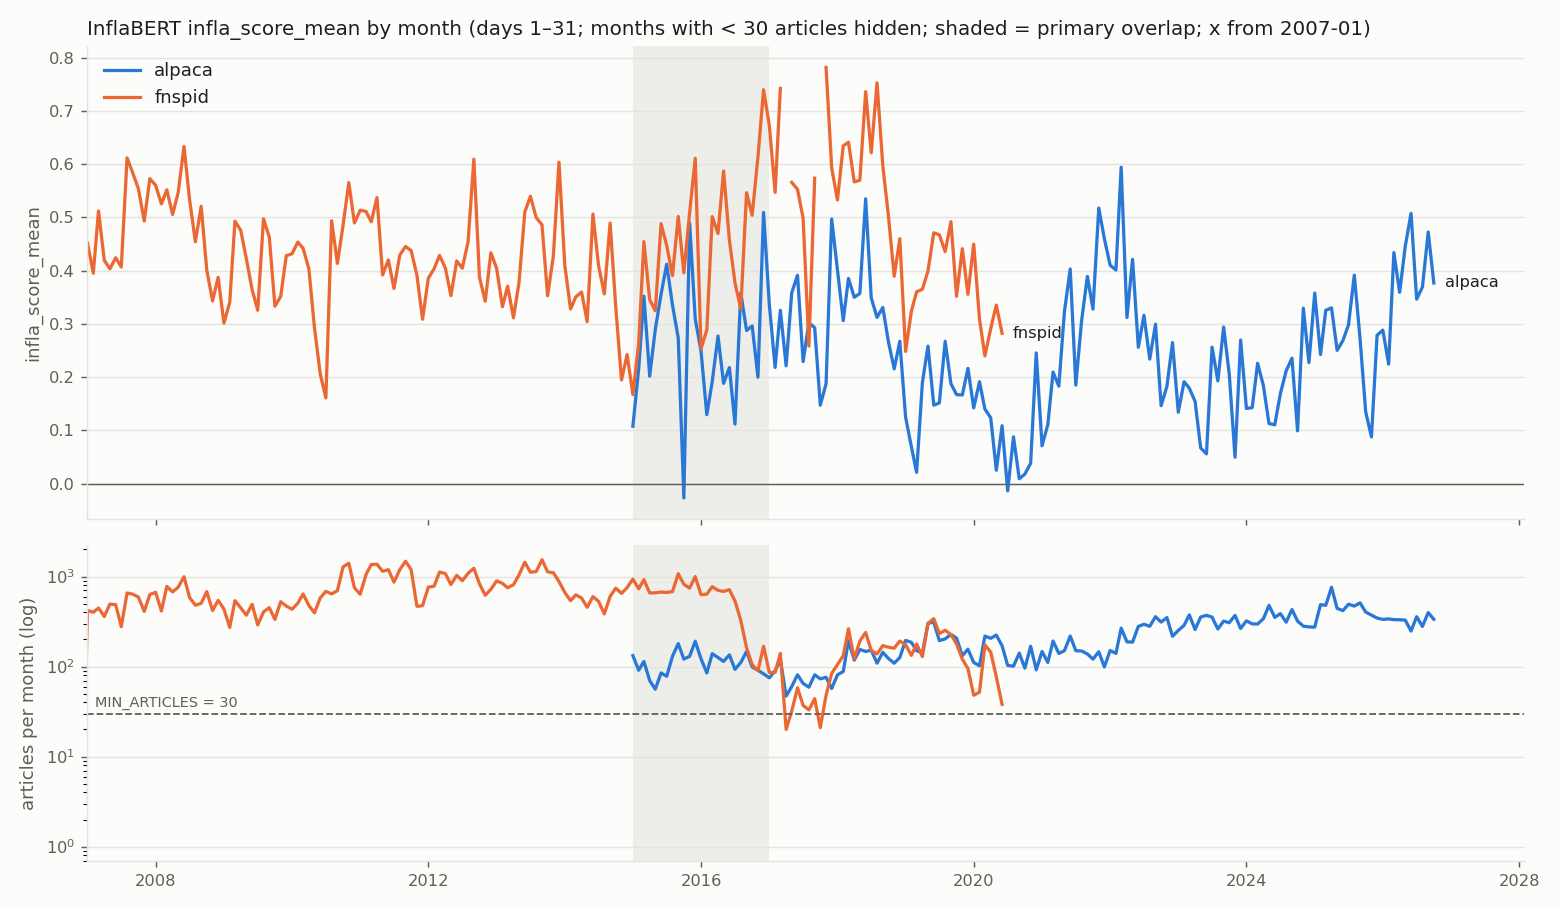 InflaBERT infla_score_mean by month (days 1–31; months with < 30 articles hidden; shaded = primary overlap; x from 2007-01)
alpaca
fnspid
infla_score_mean
0.8
0.7
0.6
0.5
0.4
0.3
0.2
0.1
0.0
alpaca
fnspid
articles per month (log)
10³
10²
10¹
10⁰
MIN_ARTICLES = 30
2008
2012
2016
2020
2024
2028